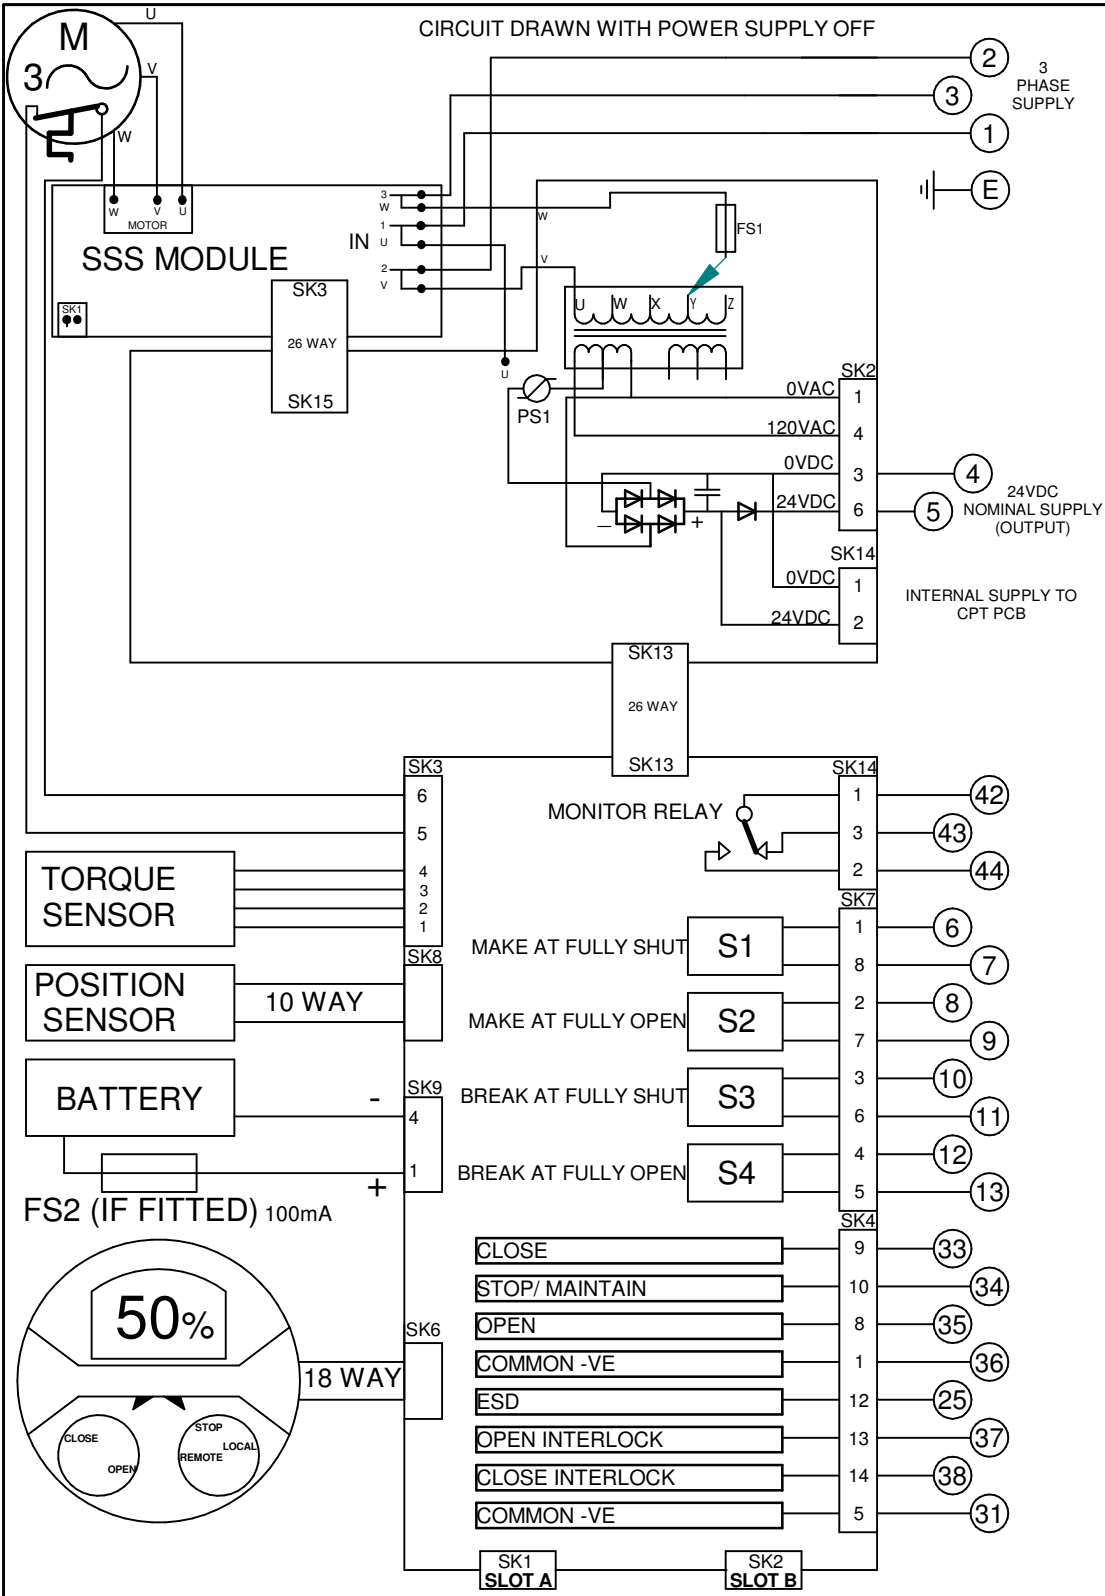 CIRCUIT DRAWN WITH POWER SUPPLY OFF
U
M
3
V
W
2
3
1
3
PHASE
SUPPLY
E
W
V
U
MOTOR
SSS MODULE
IN
3
W
1
U
2
V
W
V
FS1
SK3
26 WAY
SK15
SK1
U
W
X
Y
Z
U
PS1
SK2
0VAC
1
120VAC
4
0VDC
3
4
24VDC
6
5
24VDC
NOMINAL SUPPLY
(OUTPUT)
–
+
SK14
0VDC
1
24VDC
2
INTERNAL SUPPLY TO
CPT PCB
SK13
26 WAY
SK13
SK3
6
5
4
3
2
1
TORQUE
SENSOR
SK8
POSITION
SENSOR
10 WAY
BATTERY
-
SK9
4
1
+
FS2 (IF FITTED) 100mA
50%
CLOSE
OPEN
STOP
LOCAL
REMOTE
18 WAY
SK6
MONITOR RELAY
SK14
1
42
3
43
2
44
SK7
MAKE AT FULLY SHUT
S1
1
6
8
7
MAKE AT FULLY OPEN
S2
2
8
7
9
BREAK AT FULLY SHUT
S3
3
10
6
11
BREAK AT FULLY OPEN
S4
4
12
5
13
SK4
CLOSE
9
33
STOP/ MAINTAIN
10
34
OPEN
8
35
COMMON -VE
1
36
ESD
12
25
OPEN INTERLOCK
13
37
CLOSE INTERLOCK
14
38
COMMON -VE
5
31
SK1
SLOT A
SK2
SLOT B